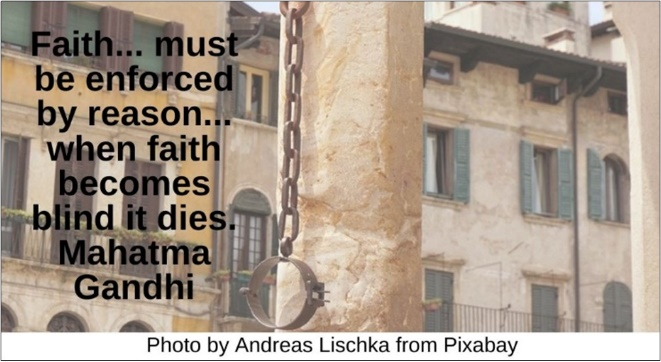 Faith... must
be enforced
by reason...
when faith
becomes
blind it dies.
Mahatma
Gandhi
Photo by Andreas Lischka from Pixabay